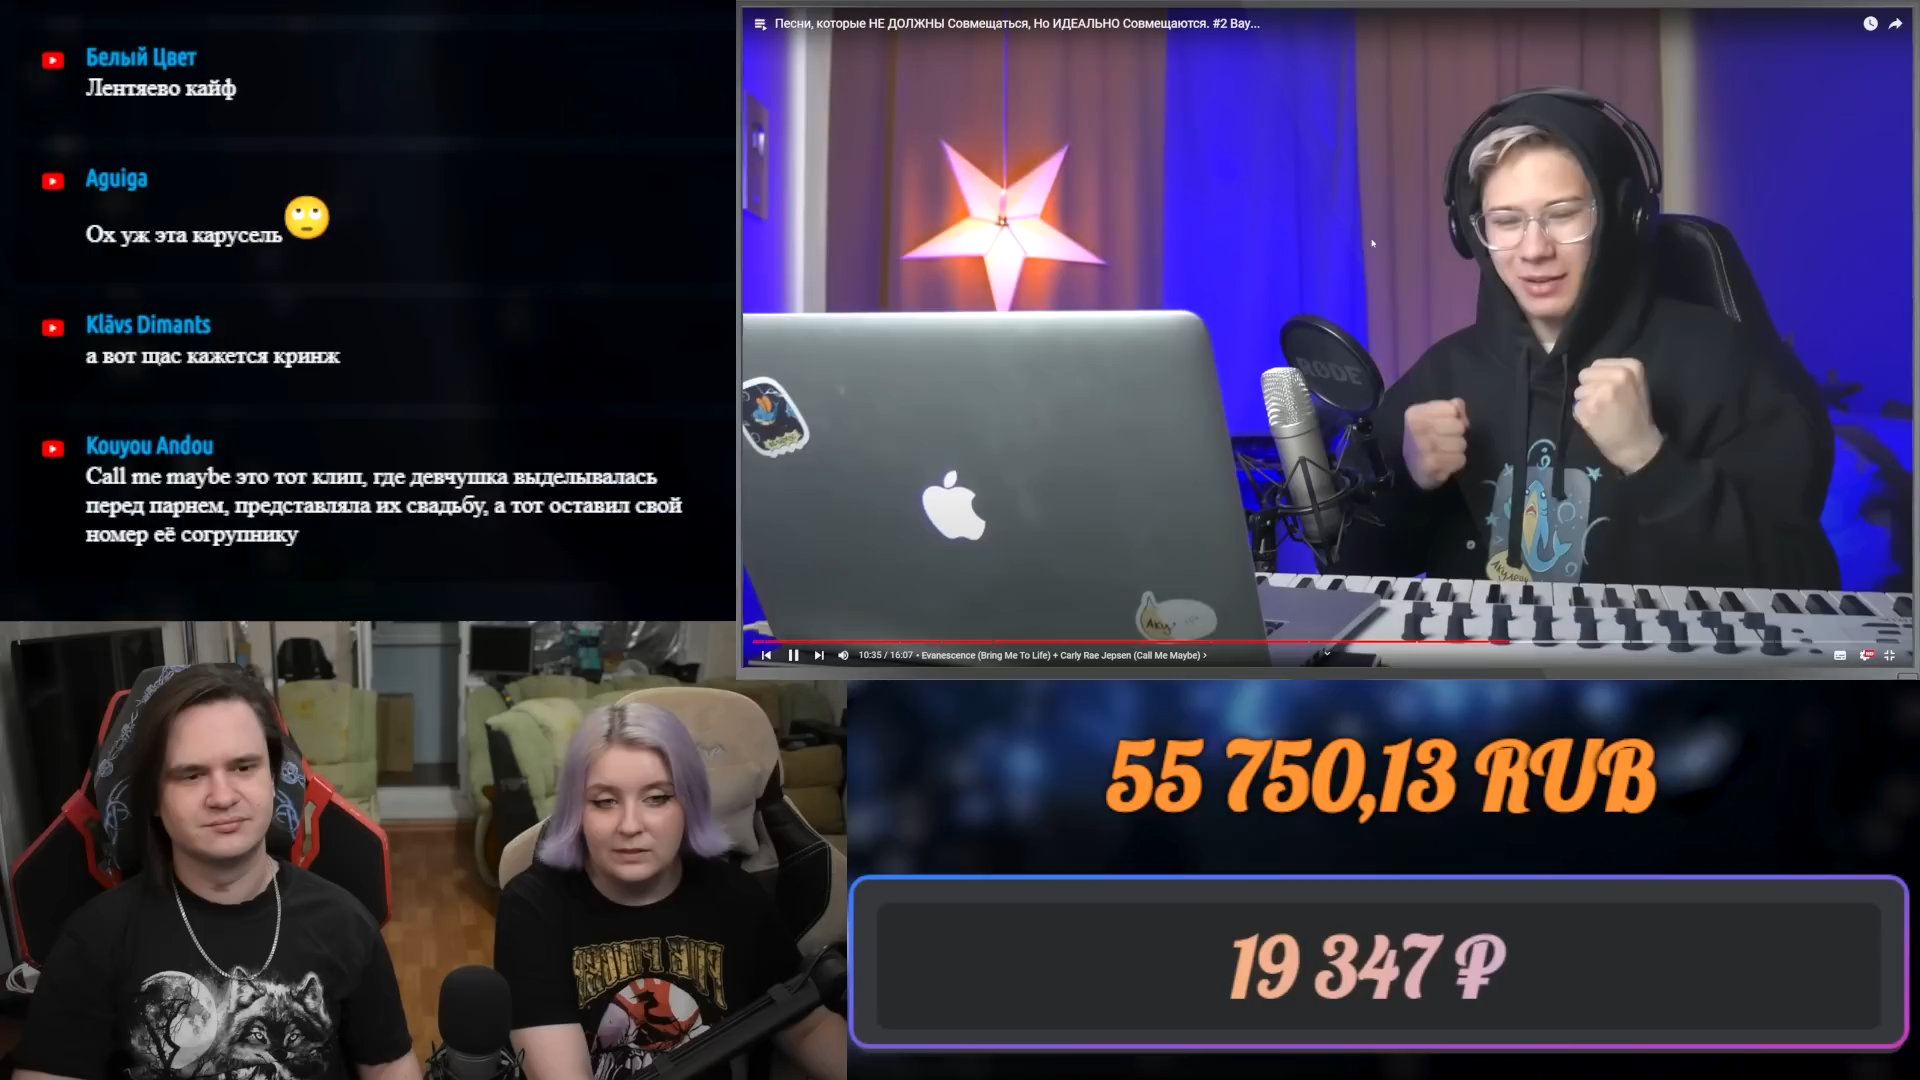 Белый Цвет
Лентяево кайф
Aguiga
Ох уж эта карусель
Klāvs Dimants
а вот щас кажется кринж
Kouyou Andou
Call me maybe это тот клип, где девчушка выделывалась
перед парнем, представляла их свадьбу, а тот оставил свой
номер её согрупнику
Песни, которые НЕ ДОЛЖНЫ Совмещаться, Но ИДЕАЛЬНО Совмещаются. #2 Вау...
RØDE
10:35 / 16:07 • Evanescence (Bring Me To Life) + Carly Rae Jepsen (Call Me Maybe) >
55 750,13 RUB
19 347 ₽